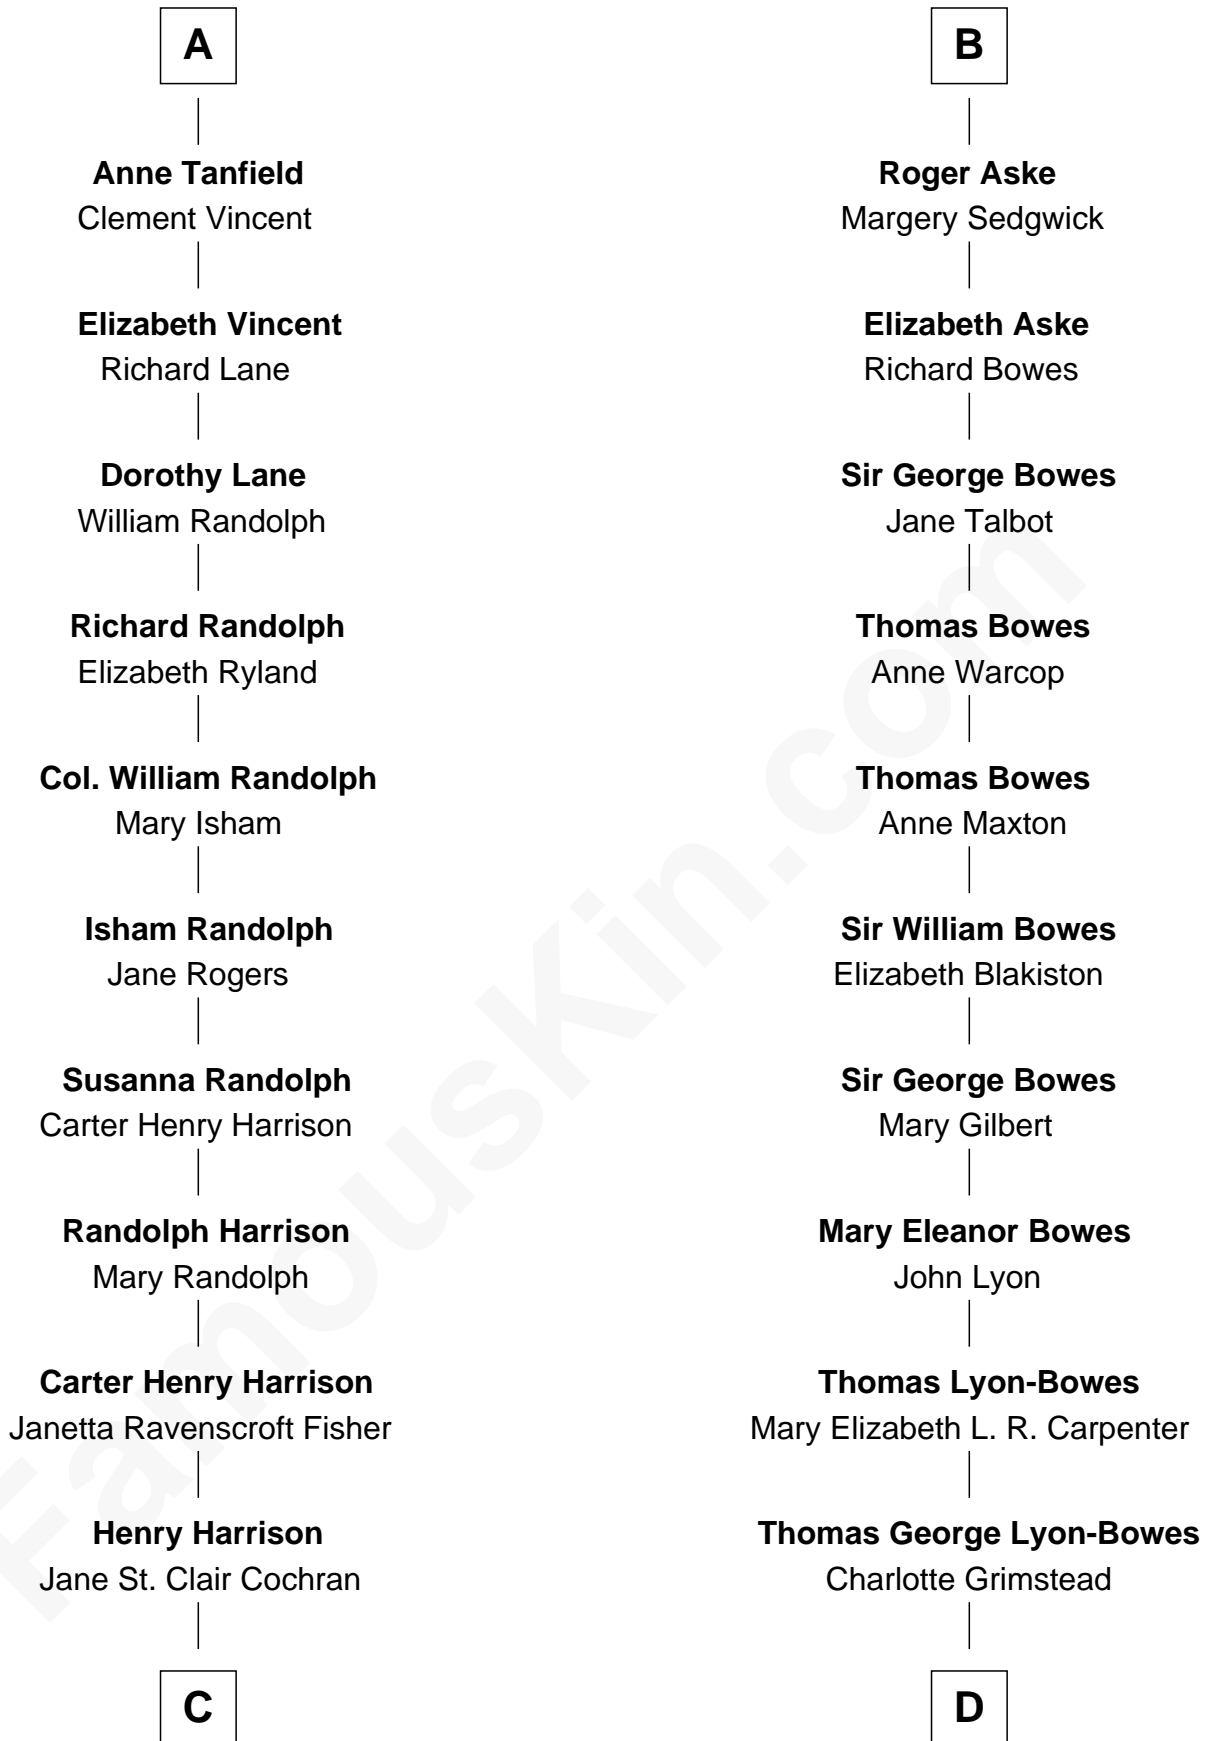 A
Anne Tanfield
Clement Vincent
Elizabeth Vincent
Richard Lane
Dorothy Lane
William Randolph
Richard Randolph
Elizabeth Ryland
Col. William Randolph
Mary Isham
Isham Randolph
Jane Rogers
Susanna Randolph
Carter Henry Harrison
Randolph Harrison
Mary Randolph
Carter Henry Harrison
Janetta Ravenscroft Fisher
Henry Harrison
Jane St. Clair Cochran
C
B
Roger Aske
Margery Sedgwick
Elizabeth Aske
Richard Bowes
Sir George Bowes
Jane Talbot
Thomas Bowes
Anne Warcop
Thomas Bowes
Anne Maxton
Sir William Bowes
Elizabeth Blakiston
Sir George Bowes
Mary Gilbert
Mary Eleanor Bowes
John Lyon
Thomas Lyon-Bowes
Mary Elizabeth L. R. Carpenter
Thomas George Lyon-Bowes
Charlotte Grimstead
D
FamousKin.com